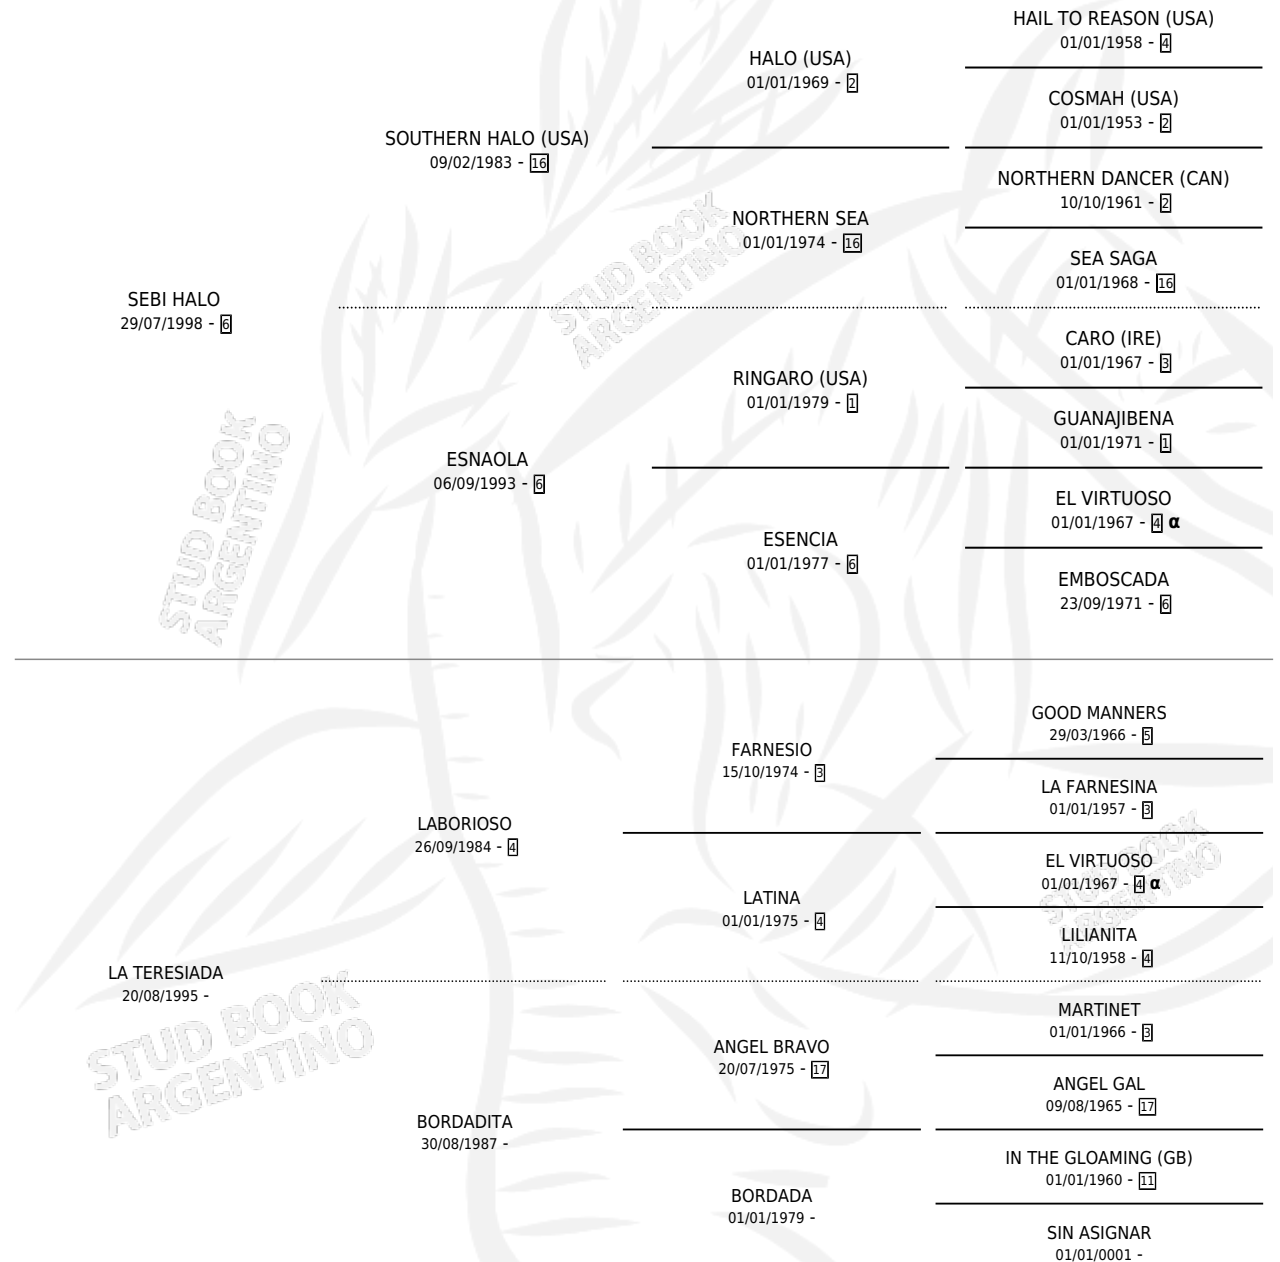 HAIL TO REASON (USA)
01/01/1958 - 4
HALO (USA)
01/01/1969 - 2
COSMAH (USA)
01/01/1953 - 2
SOUTHERN HALO (USA)
09/02/1983 - 16
NORTHERN DANCER (CAN)
10/10/1961 - 2
NORTHERN SEA
01/01/1974 - 16
SEA SAGA
01/01/1968 - 16
SEBI HALO
29/07/1998 - 6
CARO (IRE)
01/01/1967 - 3
RINGARO (USA)
01/01/1979 - 1
GUANAJIBENA
01/01/1971 - 1
ESNAOLA
06/09/1993 - 6
EL VIRTUOSO
01/01/1967 - 4 α
ESENCIA
01/01/1977 - 6
EMBOSCADA
23/09/1971 - 6
GOOD MANNERS
29/03/1966 - 5
FARNESIO
15/10/1974 - 3
LA FARNESINA
01/01/1957 - 3
LABORIOSO
26/09/1984 - 4
EL VIRTUOSO
01/01/1967 - 4 α
LATINA
01/01/1975 - 4
LILIANITA
11/10/1958 - 4
LA TERESIADA
20/08/1995 -
MARTINET
01/01/1966 - 3
ANGEL BRAVO
20/07/1975 - 17
ANGEL GAL
09/08/1965 - 17
BORDADITA
30/08/1987 -
IN THE GLOAMING (GB)
01/01/1960 - 11
BORDADA
01/01/1979 -
SIN ASIGNAR
01/01/0001 -
STUD BOOK
ARGENTINO
STUD BOOK
ARGENTINO
STUD BOOK
ARGENTINO
STUD BOOK
ARGENTINO